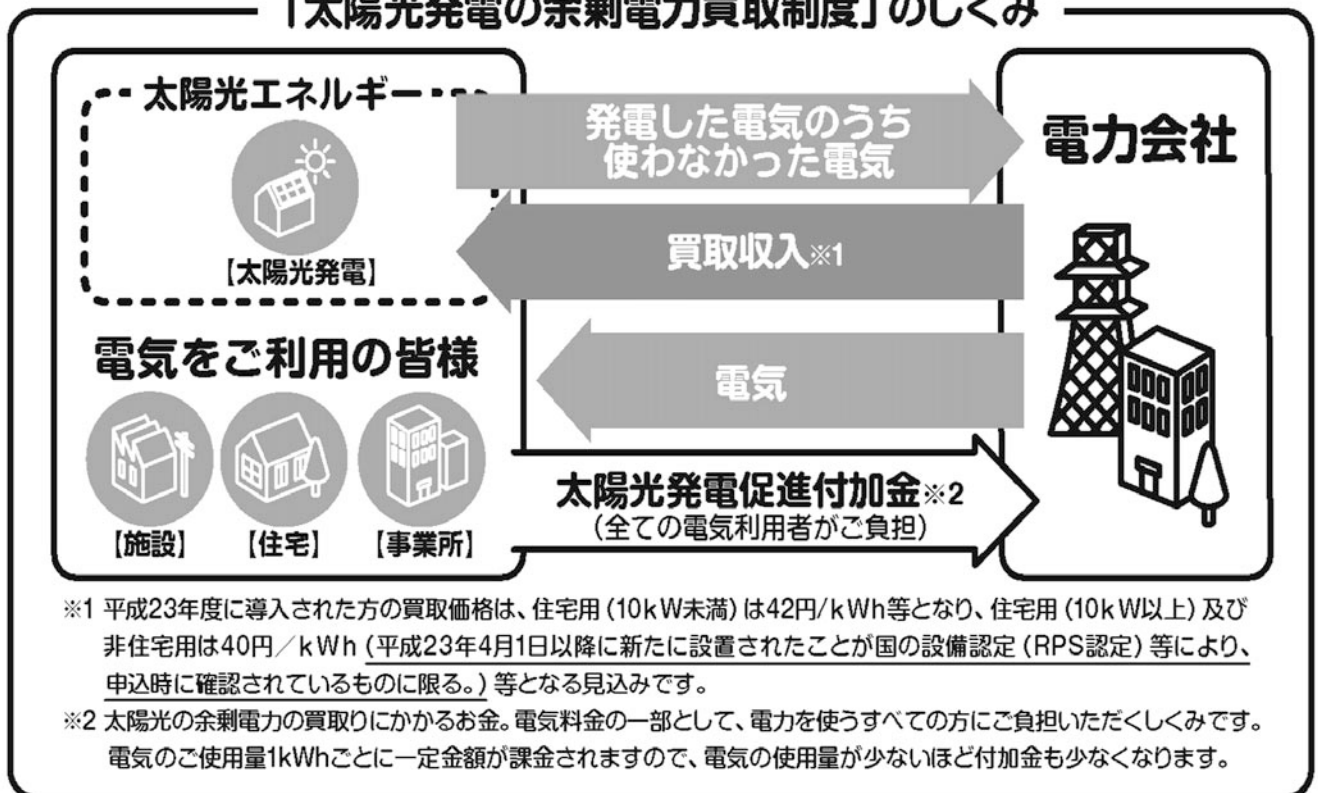 「太陽光発電の余剰電力買取制度」のしくみ
太陽光エネルギー
【太陽光発電】
発電した電気のうち
使わなかった電気
電力会社
買取収入※1
電気をご利用の皆様
電気
【施設】
【住宅】
【事業所】
太陽光発電促進付加金※2
(全ての電気利用者がご負担)
※1 平成23年度に導入された方の買取価格は、住宅用(10kW未満)は42円/kWh等となり、住宅用(10kW以上)及び
非住宅用は40円/kWh(平成23年4月1日以降に新たに設置されたことが国の設備認定(RPS認定)等により、
申込時に確認されているものに限る。)等となる見込みです。
※2 太陽光の余剰電力の買取りにかかるお金。電気料金の一部として、電力を使うすべての方にご負担いただくしくみです。
電気のご使用量1kWhごとに一定金額が課金されますので、電気の使用量が少ないほど付加金も少なくなります。